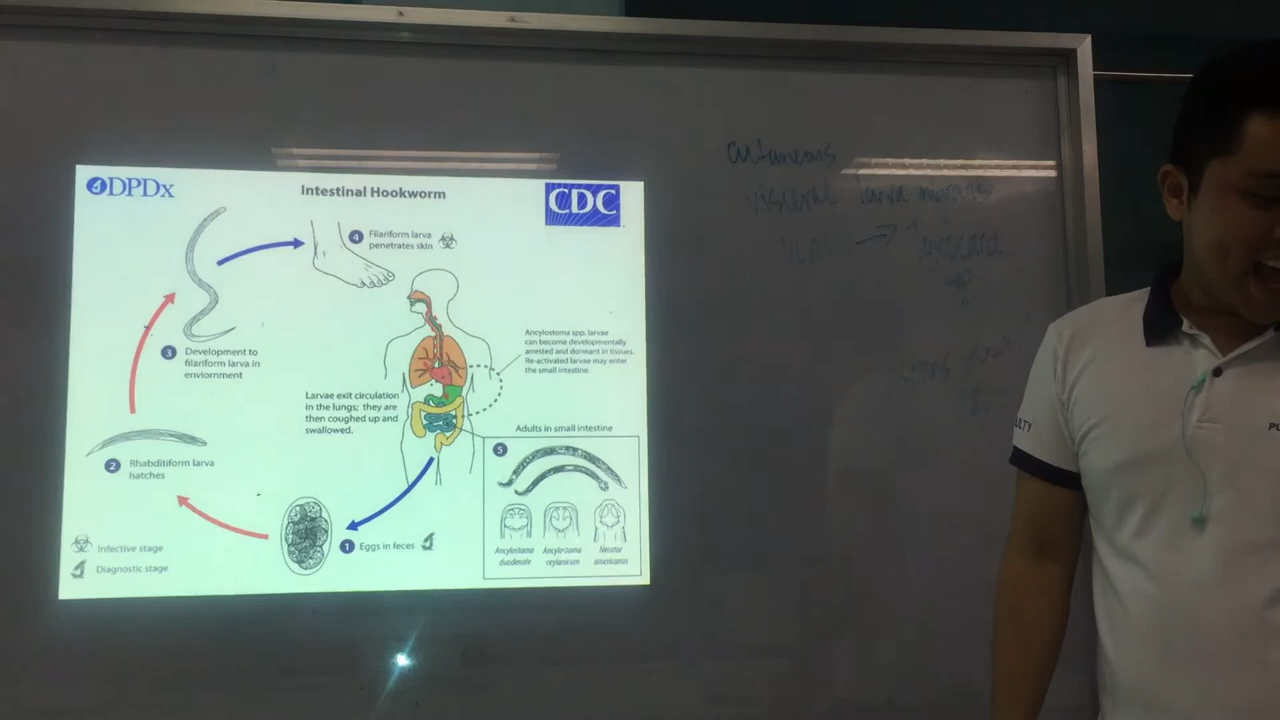 DPDx
Intestinal Hookworm
CDC
4 Filariform larva
penetrates skin
Ancylostoma spp. larvae
can become developmentally
arrested and dormant in tissues.
Re-activated larvae may enter
the small intestine.
3 Development to
filariform larva in
enviornment
Larvae exit circulation
in the lungs; they are
then coughed up and
swallowed.
Adults in small intestine
5
2 Rhabditiform larva
hatches
1 Eggs in feces
Ancylostoma
duodenale
Ancylostoma
ceylanicum
Necator
americanus
Infective stage
Diagnostic stage
cutaneous
visceral larva migrans
ULTY
PU